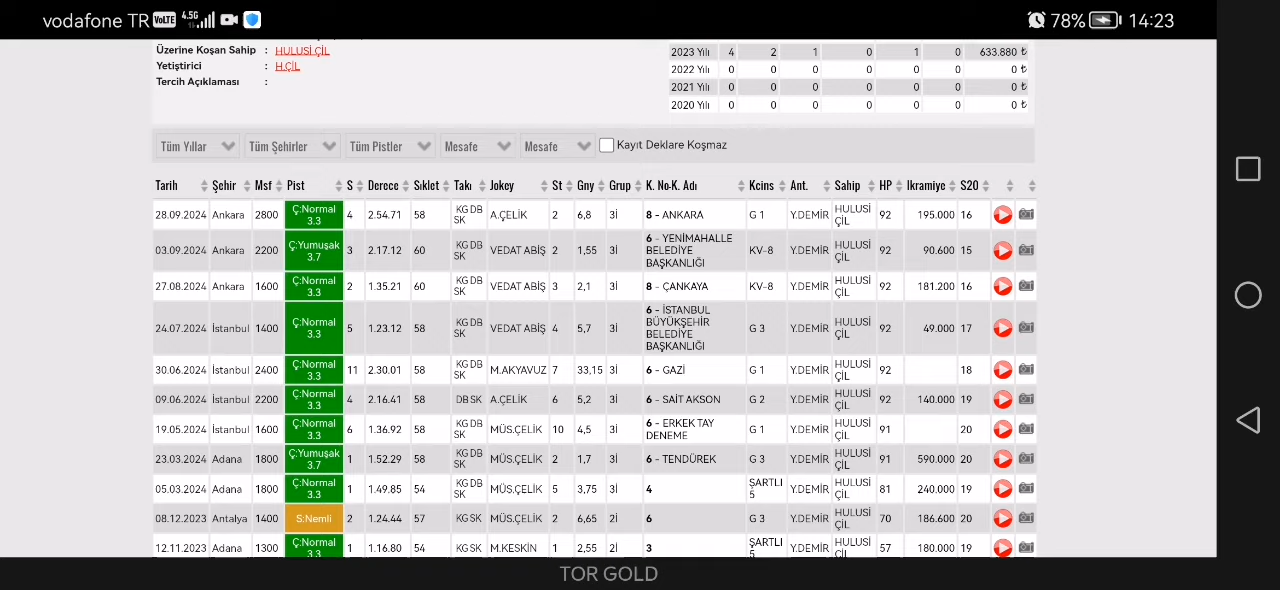 vodafone TR VoLTE 4.5G 78% 14:23
Üzerine Koşan Sahip : HULUSİ ÇİL
Yetiştirici : H.ÇİL
Tercih Açıklaması :
2023 Yılı 4 2 1 0 1 0 633.880 ₺
2022 Yılı 0 0 0 0 0 0 0 ₺
2021 Yılı 0 0 0 0 0 0 0 ₺
2020 Yılı 0 0 0 0 0 0 0 ₺
Tüm Yıllar Tüm Şehirler Tüm Pistler Mesafe Mesafe Kayıt Deklare Koşmaz
Tarih Şehir Msf Pist S Derece Sıklet Takı Jokey St Gny Grup K. No-K. Adı Kcins Ant. Sahip HP Ikramiye S20
28.09.2024 Ankara 2800 Ç:Normal 3.3 4 2.54.71 58 KG DB SK A.ÇELİK 2 6,8 3İ 8 - ANKARA G 1 Y.DEMİR HULUSİ ÇİL 92 195.000 16
03.09.2024 Ankara 2200 Ç:Yumuşak 3.7 3 2.17.12 60 KG DB SK VEDAT ABİŞ 2 1,55 3İ 6 - YENİMAHALLE BELEDİYE BAŞKANLIĞI KV-8 Y.DEMİR HULUSİ ÇİL 92 90.600 15
27.08.2024 Ankara 1600 Ç:Normal 3.3 2 1.35.21 60 KG DB SK VEDAT ABİŞ 3 2,1 3İ 8 - ÇANKAYA KV-8 Y.DEMİR HULUSİ ÇİL 92 181.200 16
24.07.2024 İstanbul 1400 Ç:Normal 3.3 5 1.23.12 58 KG DB SK VEDAT ABİŞ 4 5,7 3İ 6 - İSTANBUL BÜYÜKŞEHİR BELEDİYE BAŞKANLIĞI G 3 Y.DEMİR HULUSİ ÇİL 92 49.000 17
30.06.2024 İstanbul 2400 Ç:Normal 3.3 11 2.30.01 58 KG DB SK M.AKYAVUZ 7 33,15 3İ 6 - GAZİ G 1 Y.DEMİR HULUSİ ÇİL 92 18
09.06.2024 İstanbul 2200 Ç:Normal 3.3 4 2.16.41 58 DB SK A.ÇELİK 6 5,2 3İ 6 - SAİT AKSON G 2 Y.DEMİR HULUSİ ÇİL 92 140.000 19
19.05.2024 İstanbul 1600 Ç:Normal 3.3 6 1.36.92 58 KG DB SK MÜS.ÇELİK 10 4,5 3İ 6 - ERKEK TAY DENEME G 1 Y.DEMİR HULUSİ ÇİL 91 20
23.03.2024 Adana 1800 Ç:Yumuşak 3.7 1 1.52.29 58 KG DB SK MÜS.ÇELİK 2 1,7 3İ 6 - TENDÜREK G 3 Y.DEMİR HULUSİ ÇİL 91 590.000 20
05.03.2024 Adana 1800 Ç:Normal 3.3 1 1.49.85 54 KG DB SK MÜS.ÇELİK 5 3,75 3İ 4 ŞARTLI 5 Y.DEMİR HULUSİ ÇİL 81 240.000 19
08.12.2023 Antalya 1400 S:Nemli 2 1.24.44 57 KG SK MÜS.ÇELİK 2 6,65 2İ 6 G 3 Y.DEMİR HULUSİ ÇİL 70 186.600 20
12.11.2023 Adana 1300 Ç:Normal 3.3 1 1.16.80 54 KG SK M.KESKİN 1 2,55 2İ 3 ŞARTLI 5 Y.DEMİR HULUSİ ÇİL 57 180.000 19
TOR GOLD